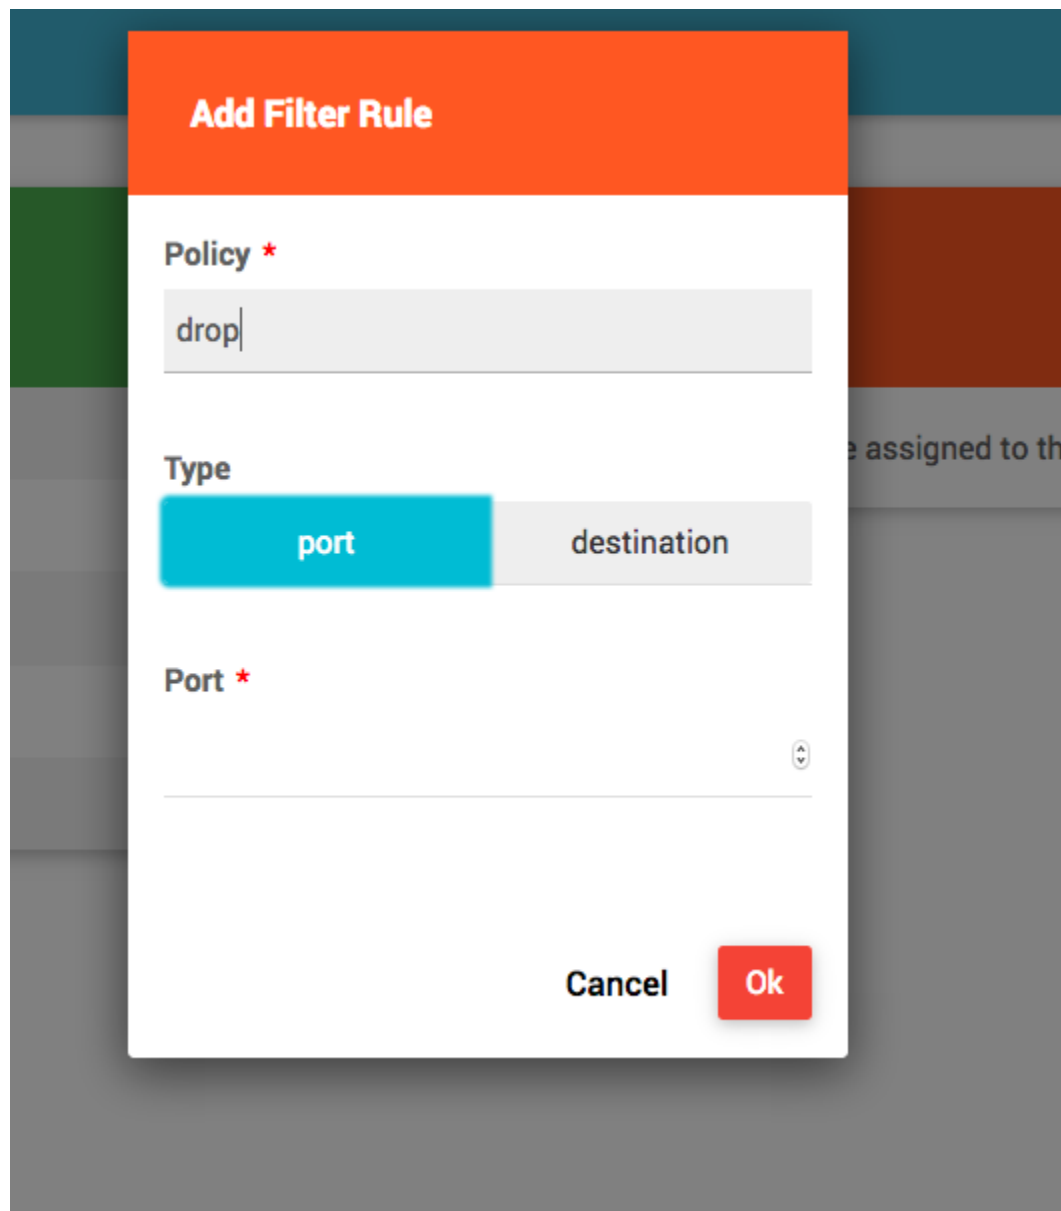 Add Filter Rule
Policy *
drop
assigned to th
Type
port destination
Port *
Cancel Ok